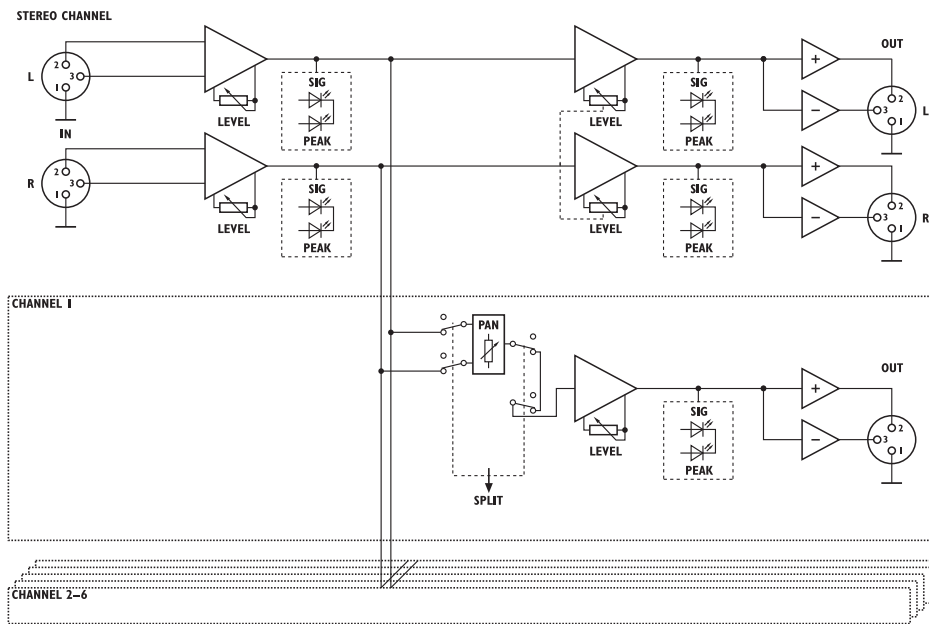 STEREO CHANNEL
OUT
2
3
1
L
SIG
PEAK
LEVEL
SIG
PEAK
LEVEL
+
−
2
3
1
L
IN
2
3
1
R
SIG
PEAK
LEVEL
SIG
PEAK
LEVEL
+
−
2
3
1
R
CHANNEL 1
PAN
OUT
SIG
PEAK
LEVEL
+
−
2
3
1
SPLIT
CHANNEL 2–6